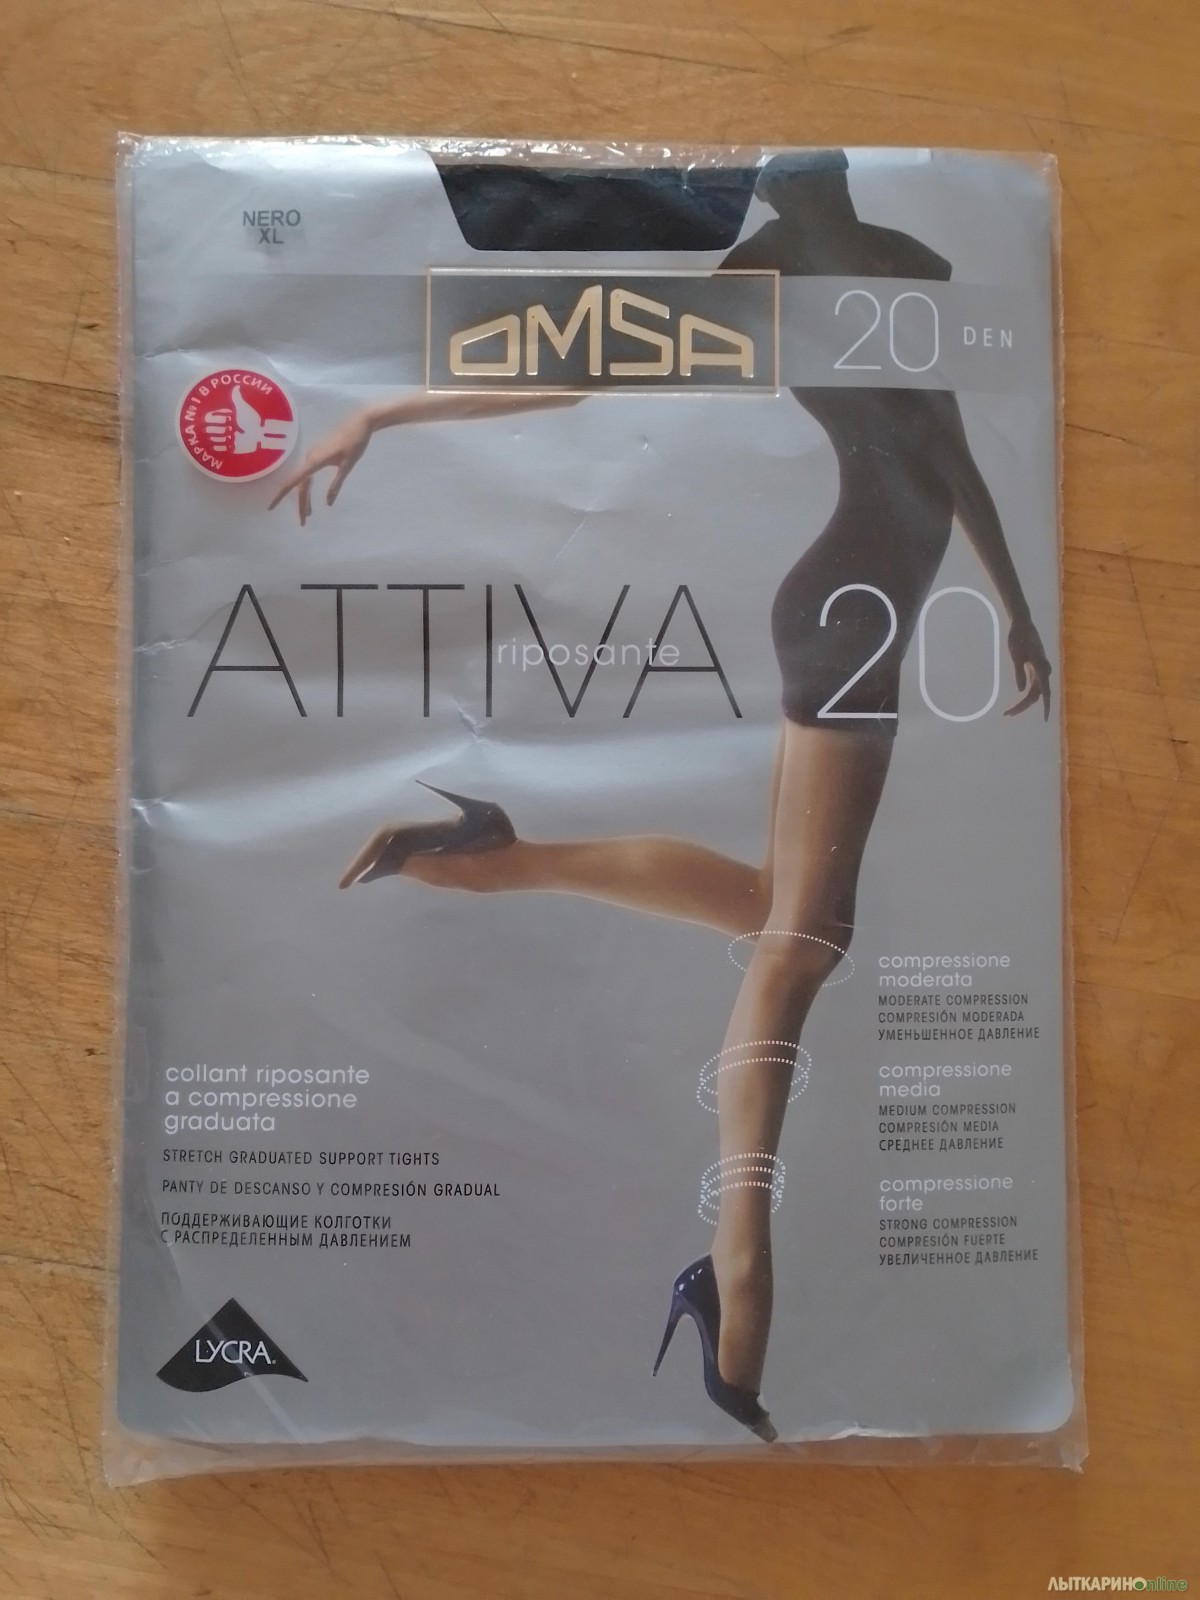 NERO
XL
OMSA
20 DEN
МАРКА №1 В РОССИИ
ATTIVA 20
riposante
compressione
moderata
MODERATE COMPRESSION
COMPRESIÓN MODERADA
УМЕНЬШЕННОЕ ДАВЛЕНИЕ
compressione
media
MEDIUM COMPRESSION
COMPRESIÓN MEDIA
СРЕДНЕЕ ДАВЛЕНИЕ
compressione
forte
STRONG COMPRESSION
COMPRESIÓN FUERTE
УВЕЛИЧЕННОЕ ДАВЛЕНИЕ
collant riposante
a compressione
graduata
STRETCH GRADUATED SUPPORT TIGHTS
PANTY DE DESCANSO Y COMPRESIÓN GRADUAL
ПОДДЕРЖИВАЮЩИЕ КОЛГОТКИ
С РАСПРЕДЕЛЕННЫМ ДАВЛЕНИЕМ
LYCRA®
ЛЫТКАРИНОonline